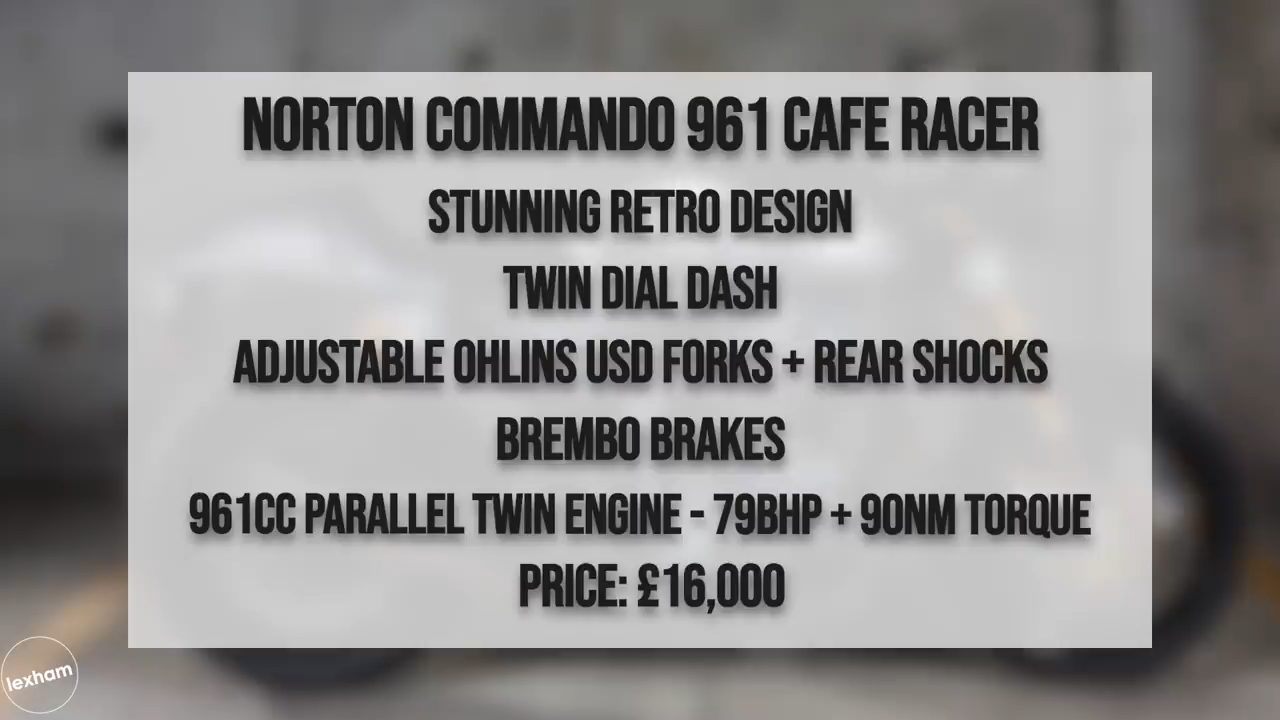 NORTON COMMANDO 961 CAFE RACER
STUNNING RETRO DESIGN
TWIN DIAL DASH
ADJUSTABLE OHLINS USD FORKS + REAR SHOCKS
BREMBO BRAKES
961CC PARALLEL TWIN ENGINE - 79BHP + 90NM TORQUE
PRICE: £16,000
lexham